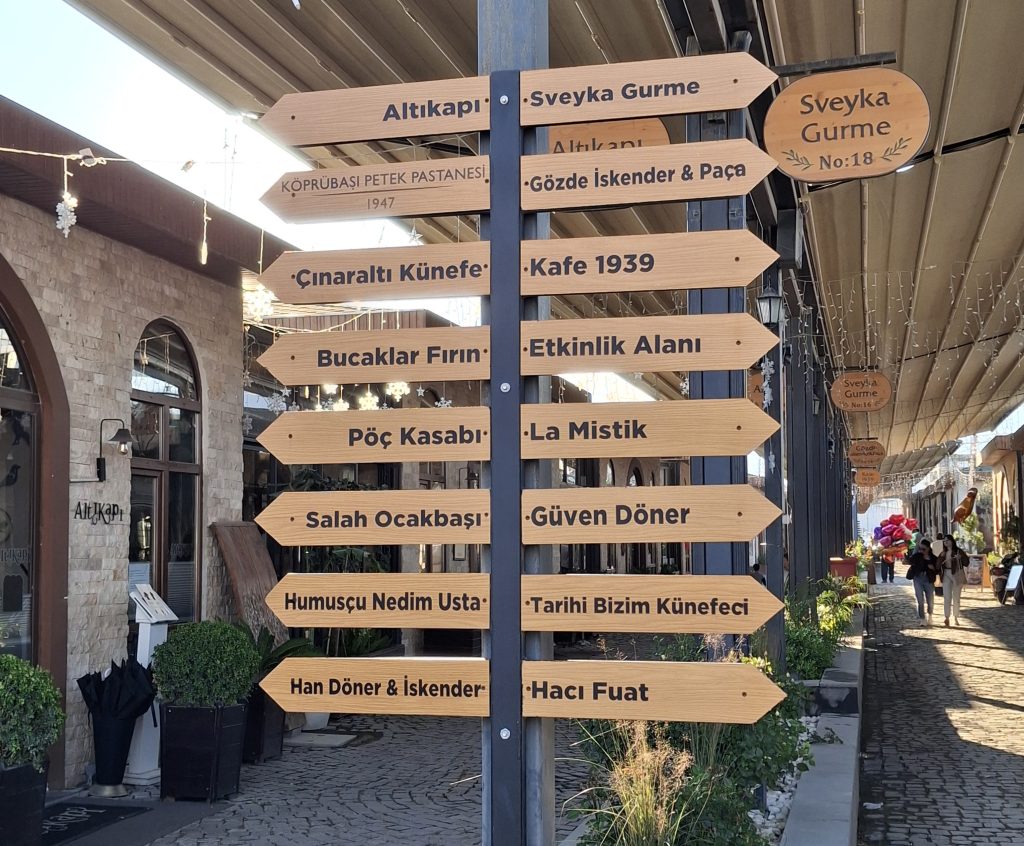 Altıkapı
Sveyka Gurme
KÖPRÜBAŞI PETEK PASTANESİ
1947
Gözde İskender & Paça
Çınaraltı Künefe
Kafe 1939
Bucaklar Fırın
Etkinlik Alanı
Pöç Kasabı
La Mistik
Salah Ocakbaşı
Güven Döner
Humusçu Nedim Usta
Tarihi Bizim Künefeci
Han Döner & İskender
Hacı Fuat
Sveyka
Gurme
No:18
Altıkapı
Sveyka
Gurme
No:16
Altıkapı